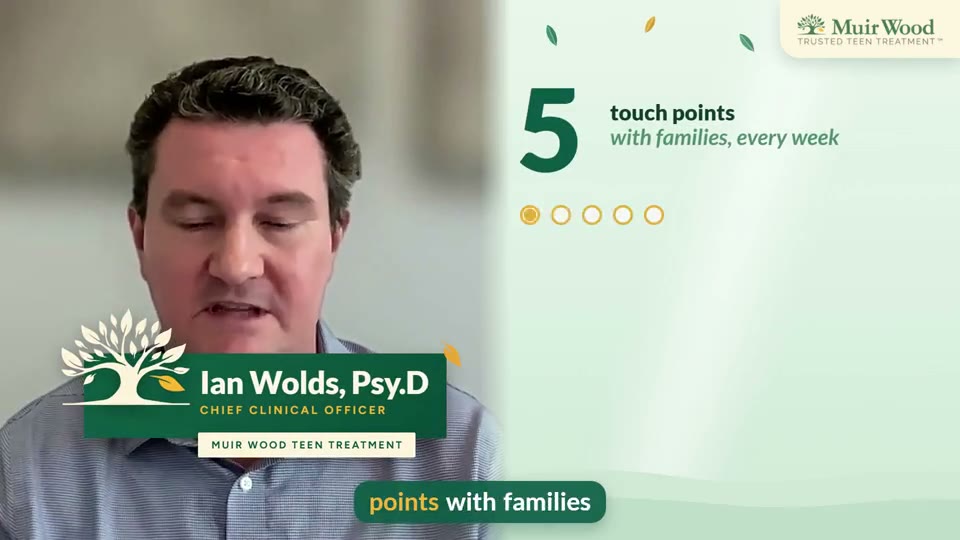 Muir Wood
TRUSTED TEEN TREATMENT™
5
touch points
with families, every week
Ian Wolds, Psy.D
CHIEF CLINICAL OFFICER
MUIR WOOD TEEN TREATMENT
points with families